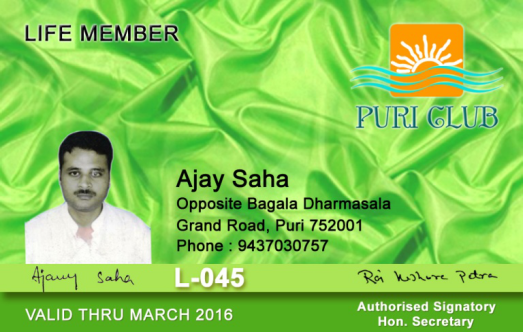 LIFE MEMBER
PURI CLUB
Ajay Saha
Opposite Bagala Dharmasala
Grand Road, Puri 752001
Phone : 9437030757
Ajay Saha
L-045
VALID THRU MARCH 2016
Authorised Signatory
Hon. Secretary